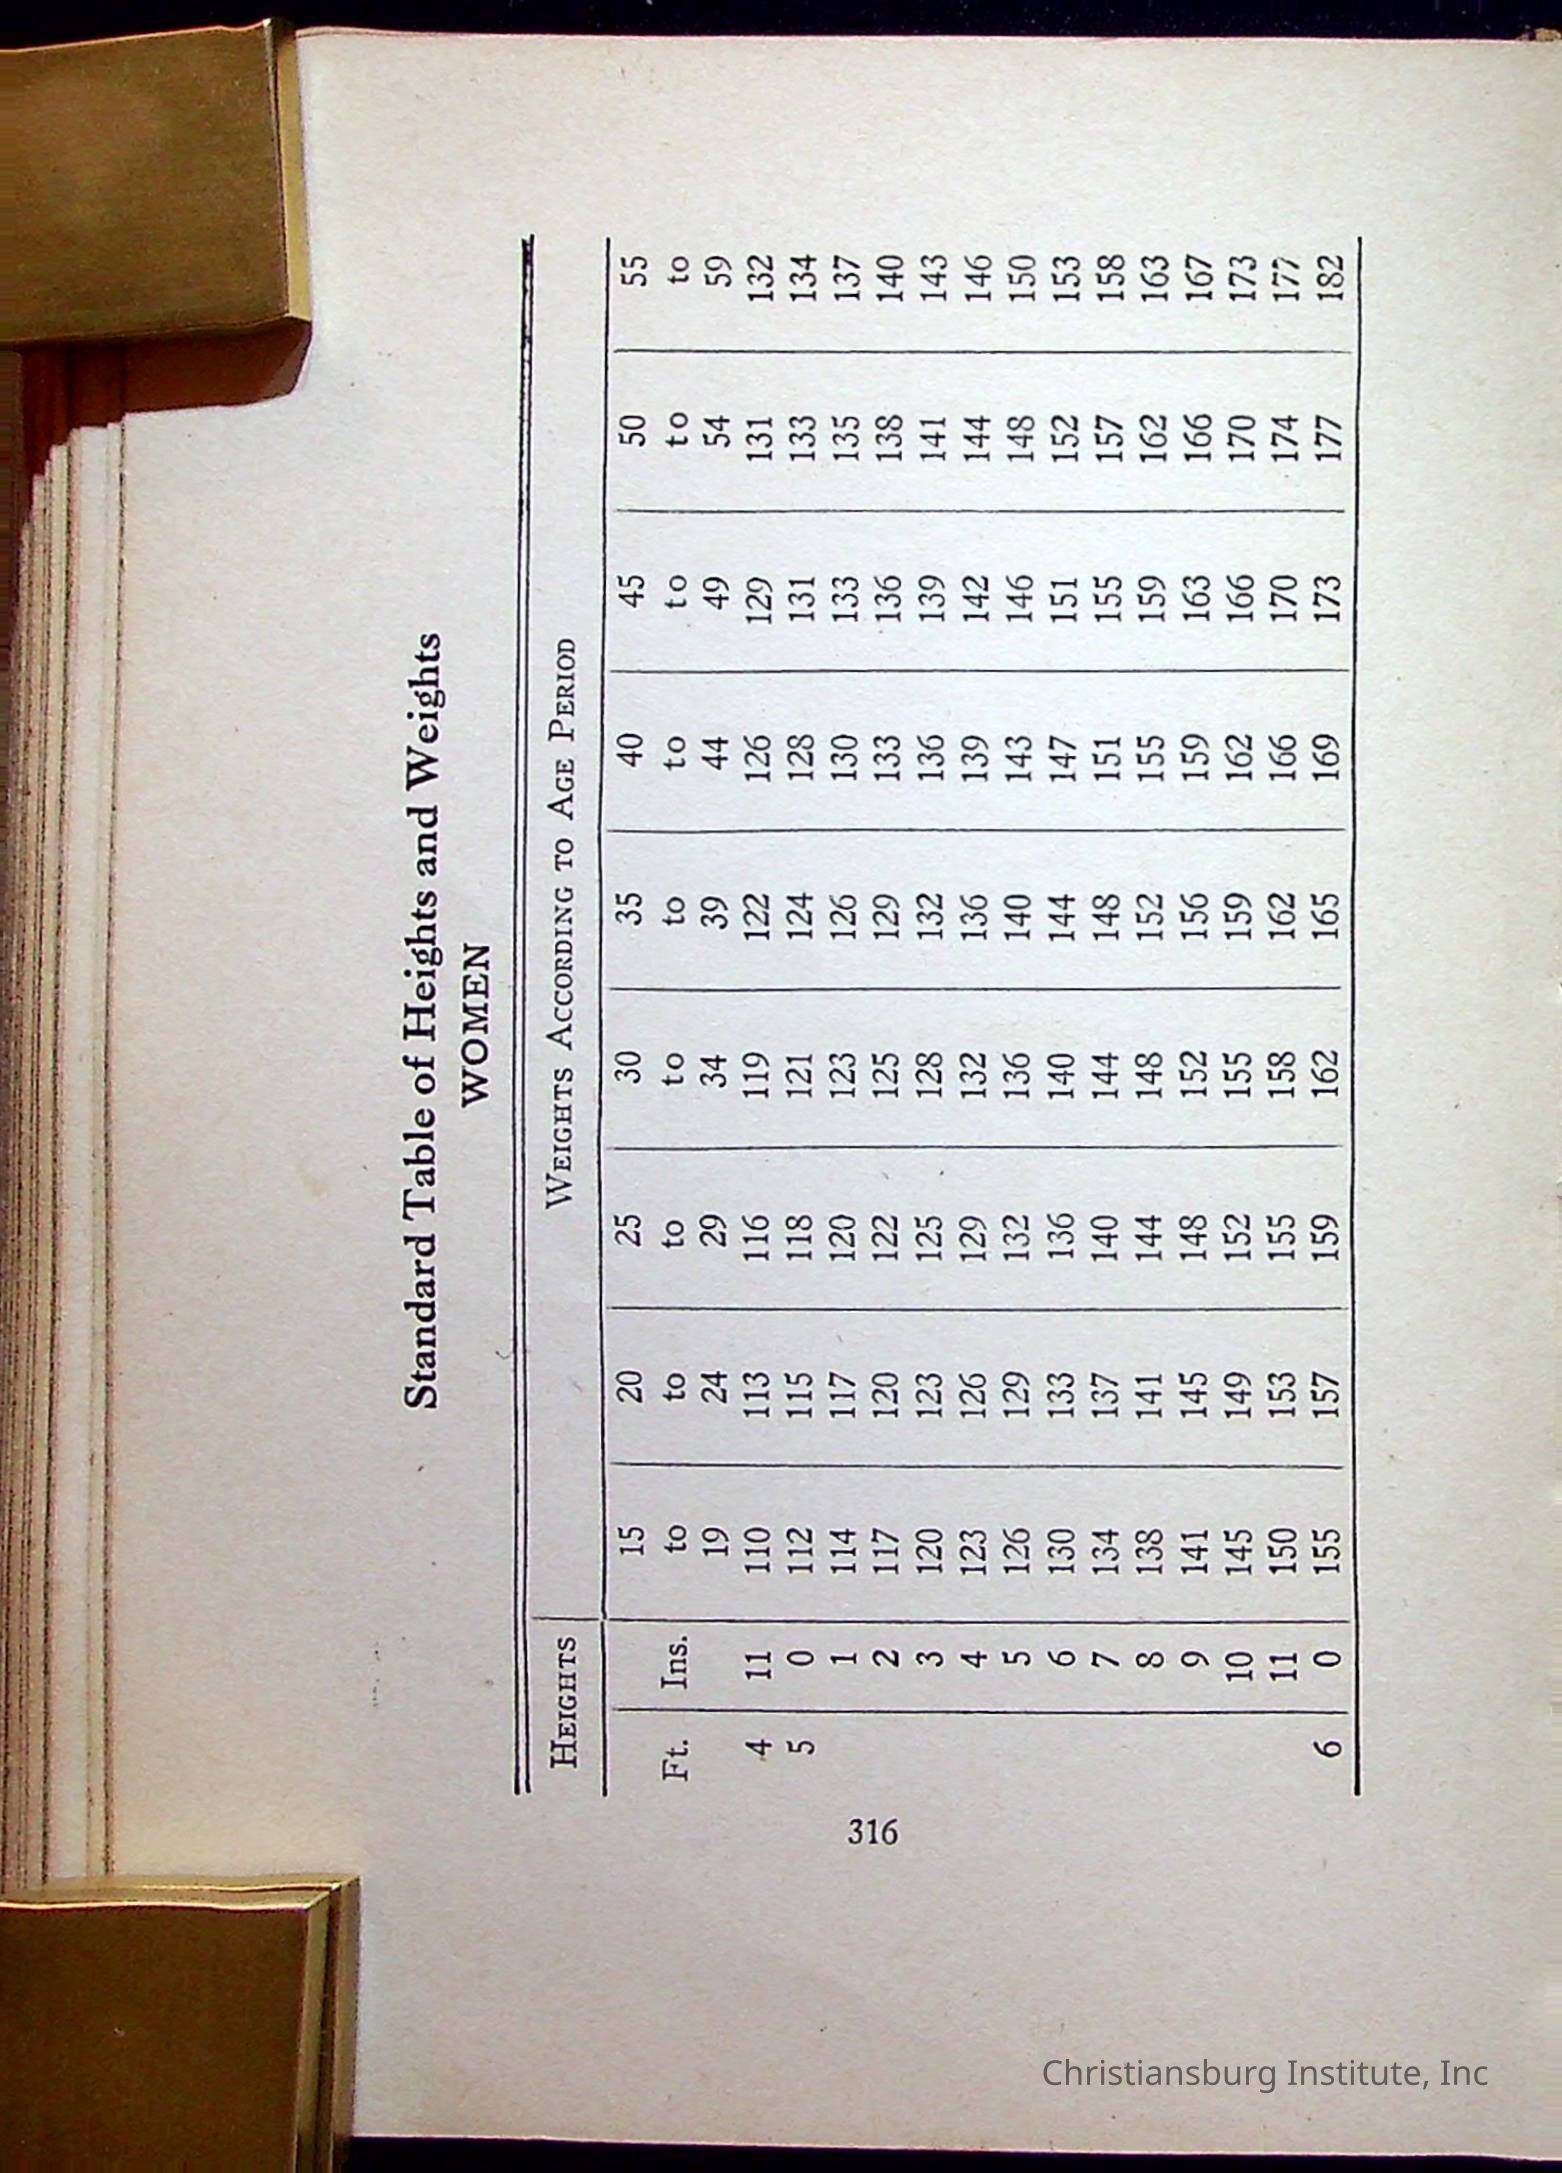 Standard Table of Heights and Weights
WOMEN
HEIGHTS WEIGHTS ACCORDING TO AGE PERIOD
15 20 25 30 35 40 45 50 55
Ft. Ins. to to to to to to to to to
19 24 29 34 39 44 49 54 59
4 11 110 113 116 119 122 126 129 131 132
5 0 112 115 118 121 124 128 131 133 134
1 114 117 120 123 126 130 133 135 137
2 117 120 122 125 129 133 136 138 140
3 120 123 125 128 132 136 139 141 143
4 123 126 129 132 136 139 142 144 146
5 126 129 132 136 140 143 146 148 150
6 130 133 136 140 144 147 151 152 153
7 134 137 140 144 148 151 155 157 158
8 138 141 144 148 152 155 159 162 163
9 141 145 148 152 156 159 163 166 167
10 145 149 152 155 159 162 166 170 173
11 150 153 155 158 162 166 170 174 177
6 0 155 157 159 162 165 169 173 177 182
316
Christiansburg Institute, Inc